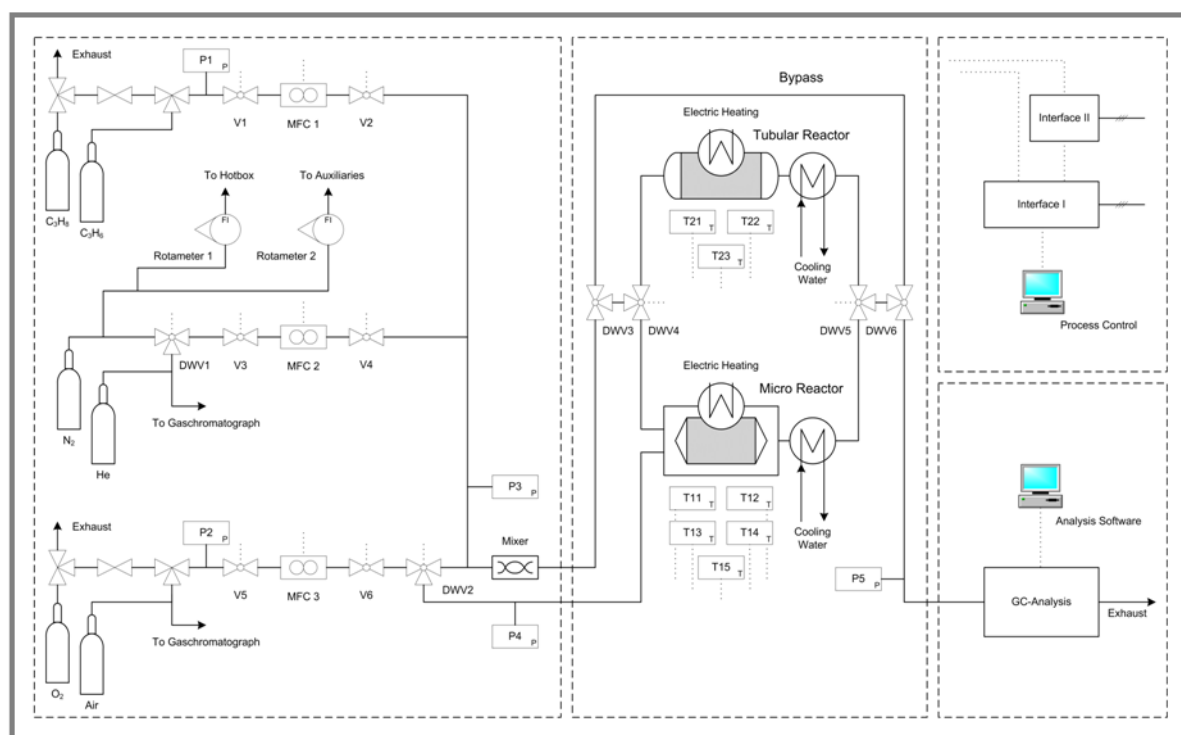 Exhaust
P1
P
V1
MFC 1
V2
C₃H₈
C₃H₆
To Hotbox
To Auxiliaries
FI
FI
Rotameter 1
Rotameter 2
DWV1
V3
MFC 2
V4
N₂
He
To Gaschromatograph
P3
P
Exhaust
P2
P
V5
MFC 3
V6
DWV2
Mixer
O₂
Air
To Gaschromatograph
P4
P
Bypass
Electric Heating
Tubular Reactor
T21
T
T22
T
T23
T
Cooling
Water
DWV3
DWV4
DWV5
DWV6
Electric Heating
Micro Reactor
T11
T
T12
T
T13
T
T14
T
T15
T
Cooling
Water
P5
P
Interface II
Interface I
Process Control
Analysis Software
GC-Analysis
Exhaust